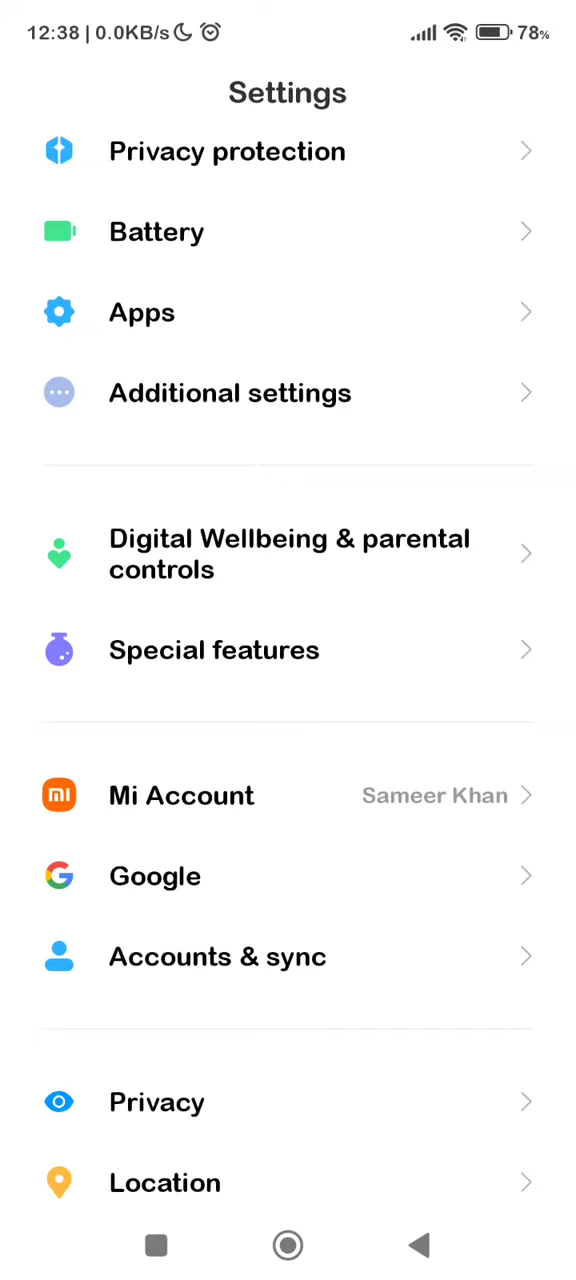 12:38 | 0.0KB/s 78%
Settings
Privacy protection
Battery
Apps
Additional settings
Digital Wellbeing & parental
controls
Special features
Mi Account Sameer Khan
Google
Accounts & sync
Privacy
Location